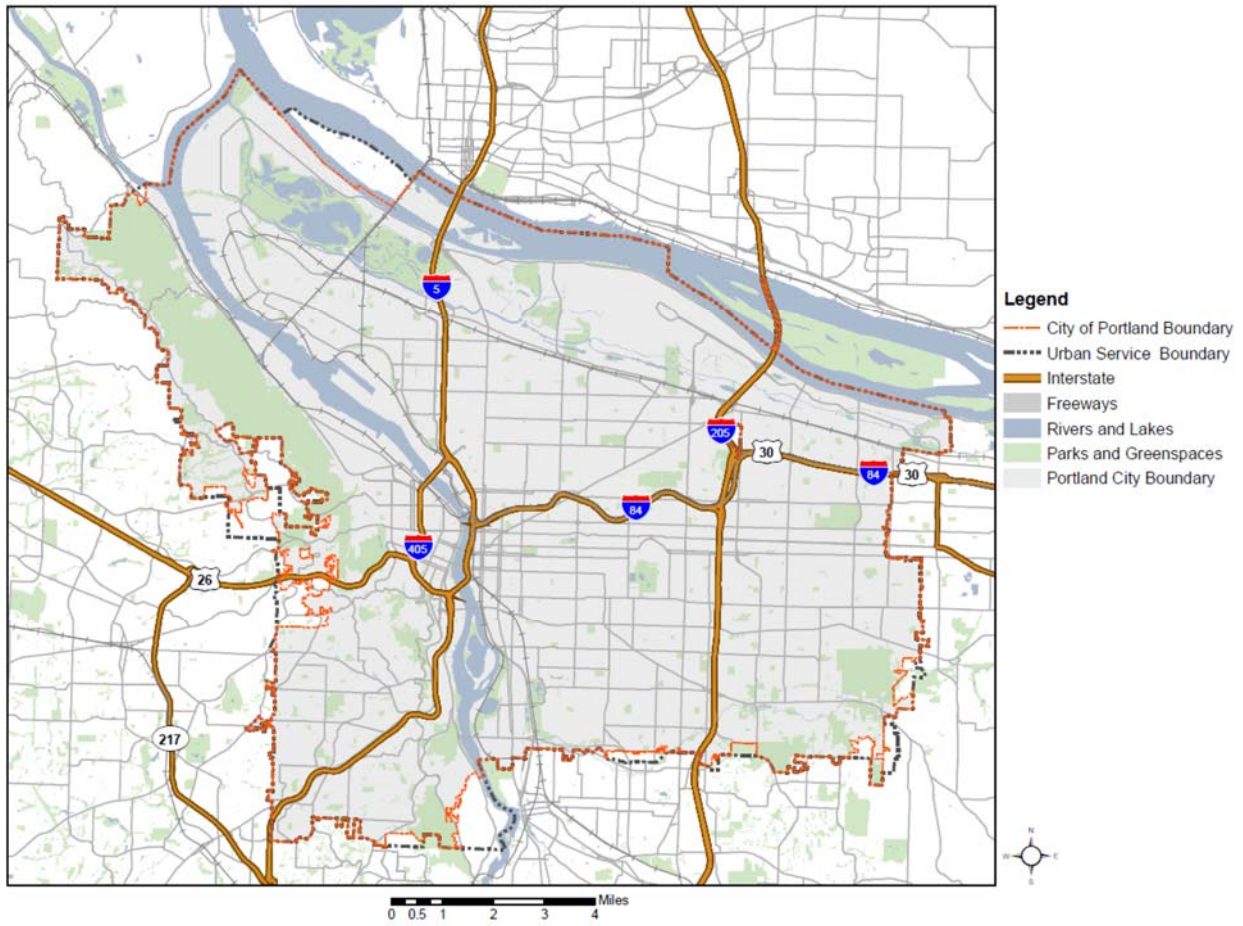 5
205
30
84
30
84
405
26
217
Legend
City of Portland Boundary
Urban Service Boundary
Interstate
Freeways
Rivers and Lakes
Parks and Greenspaces
Portland City Boundary
N
W E
S
Miles
0 0.5 1 2 3 4